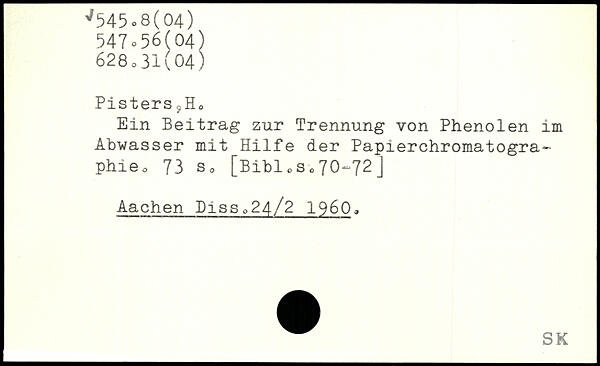 √545.8(04)
547.56(04)
628.31(04)
Pisters,H.
Ein Beitrag zur Trennung von Phenolen im
Abwasser mit Hilfe der Papierchromatogra-
phie. 73 s. [Bibl.s.70-72]
Aachen Diss.24/2 1960.
SK